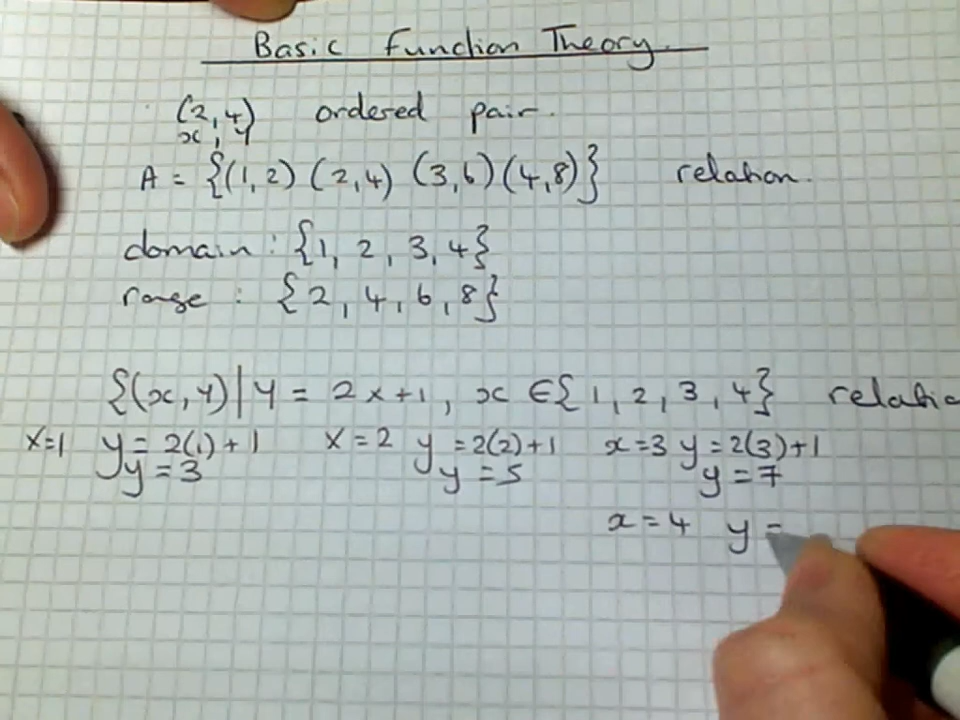 Basic Function Theory.
(2,4) ordered pair.
x, y
A = {(1,2) (2,4) (3,6) (4,8)} relation.
domain : {1, 2, 3, 4}
range : {2, 4, 6, 8}
{(x,y)| y = 2x+1, x ∈ {1, 2, 3, 4} relatio
x=1 y = 2(1)+1 x=2 y = 2(2)+1 x=3 y = 2(3)+1
y = 3 y = 5 y = 7
x = 4 y =